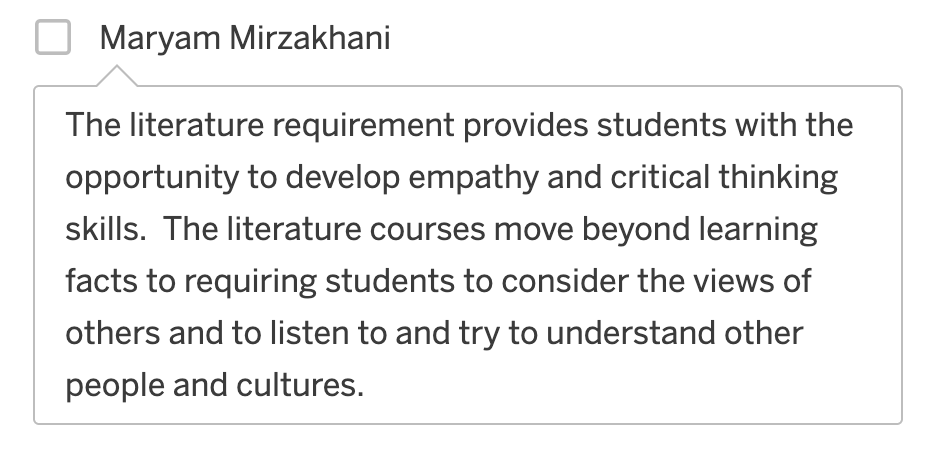 Maryam Mirzakhani
The literature requirement provides students with the
opportunity to develop empathy and critical thinking
skills.  The literature courses move beyond learning
facts to requiring students to consider the views of
others and to listen to and try to understand other
people and cultures.